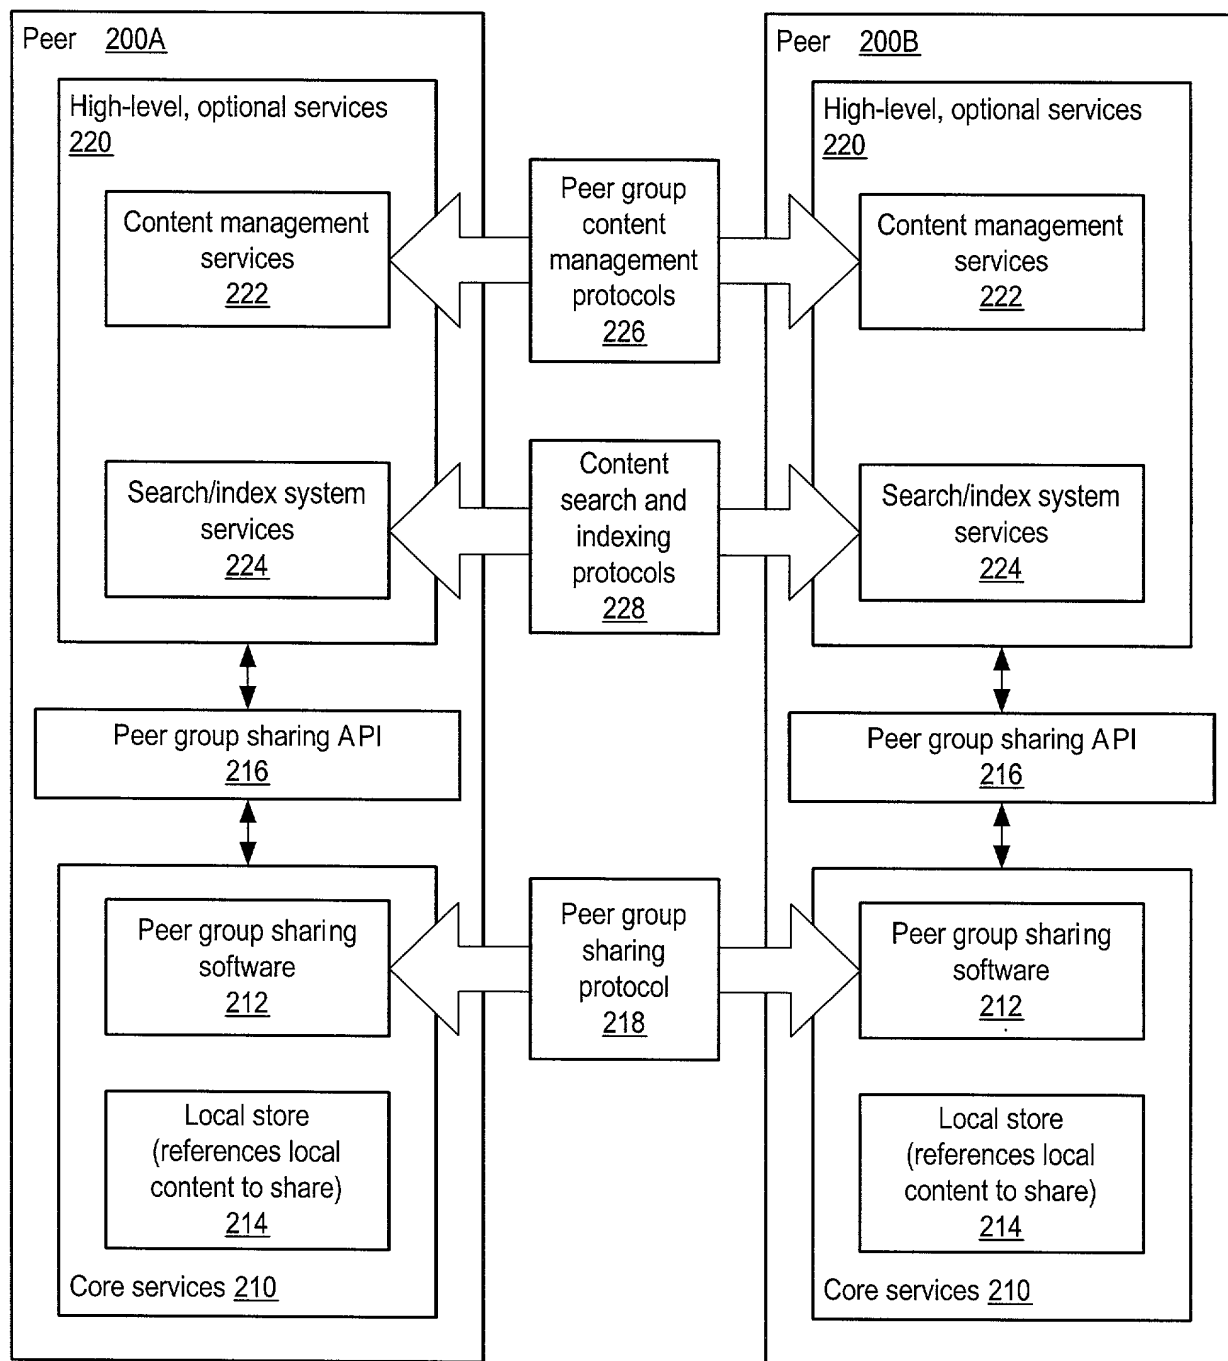 Peer 200A
High-level, optional services
220
Content management
services
222
Search/index system
services
224
Peer group sharing API
216
Peer group sharing
software
212
Local store
(references local
content to share)
214
Core services 210
Peer group
content
management
protocols
226
Content
search and
indexing
protocols
228
Peer group
sharing
protocol
218
Peer 200B
High-level, optional services
220
Content management
services
222
Search/index system
services
224
Peer group sharing API
216
Peer group sharing
software
212
Local store
(references local
content to share)
214
Core services 210